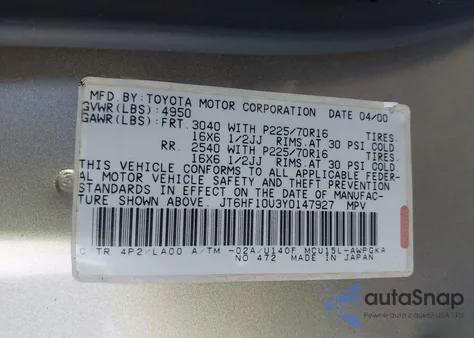 MFD. BY: TOYOTA MOTOR CORPORATION DATE 04/00
GVWR(LBS): 4950
GAWR(LBS): FRT. 3040 WITH P225/70R16 TIRES
16X6 1/2JJ RIMS. AT 30 PSI COLD
RR. 2540 WITH P225/70R16 TIRES
16X6 1/2JJ RIMS. AT 30 PSI COLD
THIS VEHICLE CONFORMS TO ALL APPLICABLE FEDER-
AL MOTOR VEHICLE SAFETY AND BUMPER
STANDARDS IN EFFECT ON THE DATE OF MANUFAC-
TURE SHOWN ABOVE. JT6HF10U3Y0147927 MPV
C/TR 4P2/LA00 A/TM -02A/U140F MCU15L-AWPGKA
NO 472 MADE IN JAPAN
autoSnap